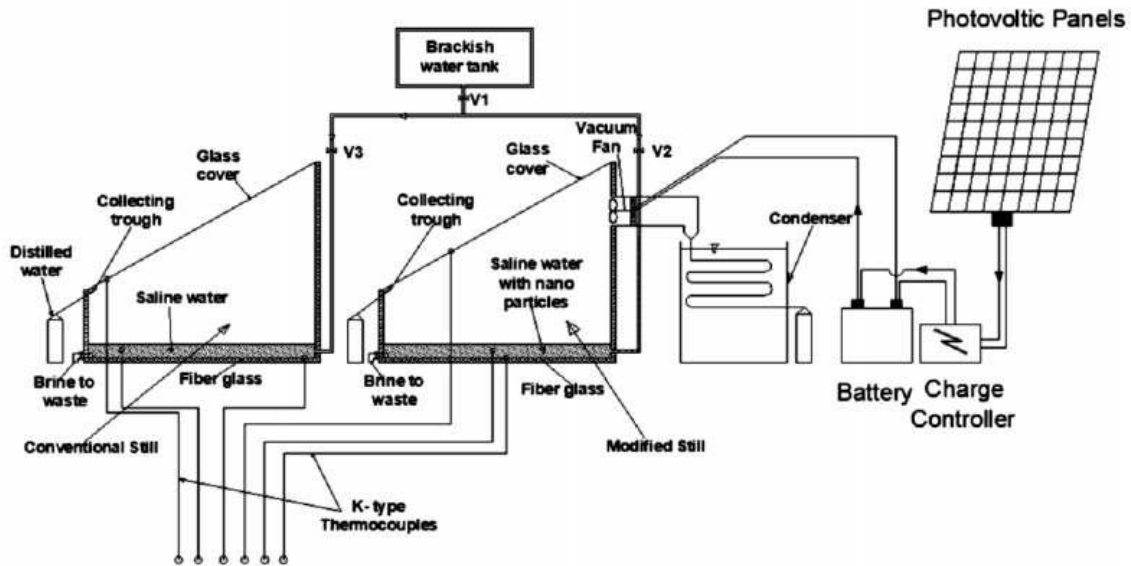 Photovoltic Panels
Brackish
water tank
V1
Vacuum
Fan
V3
V2
Glass
cover
Glass
cover
Collecting
trough
Collecting
trough
Condenser
Distilled
water
Saline water
Saline water
with nano
particles
Brine to
waste
Fiber glass
Brine to
waste
Fiber glass
Battery
Charge
Controller
Conventional Still
Modified Still
K- type
Thermocouples